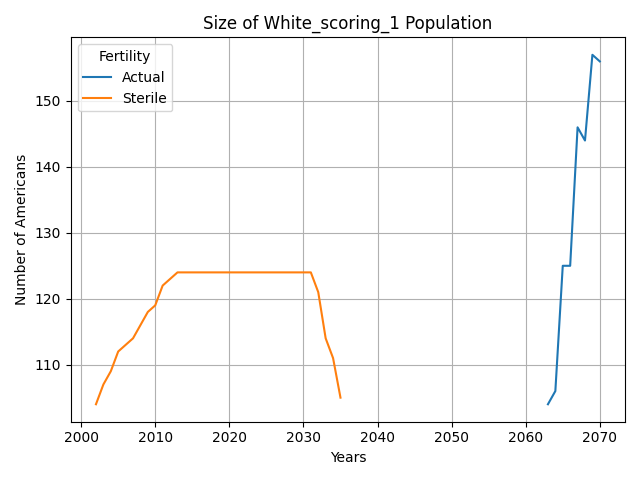 Size of White_scoring_1 Population
Fertility
Actual
Sterile
Number of Americans
150
140
130
120
110
2000 2010 2020 2030 2040 2050 2060 2070
Years